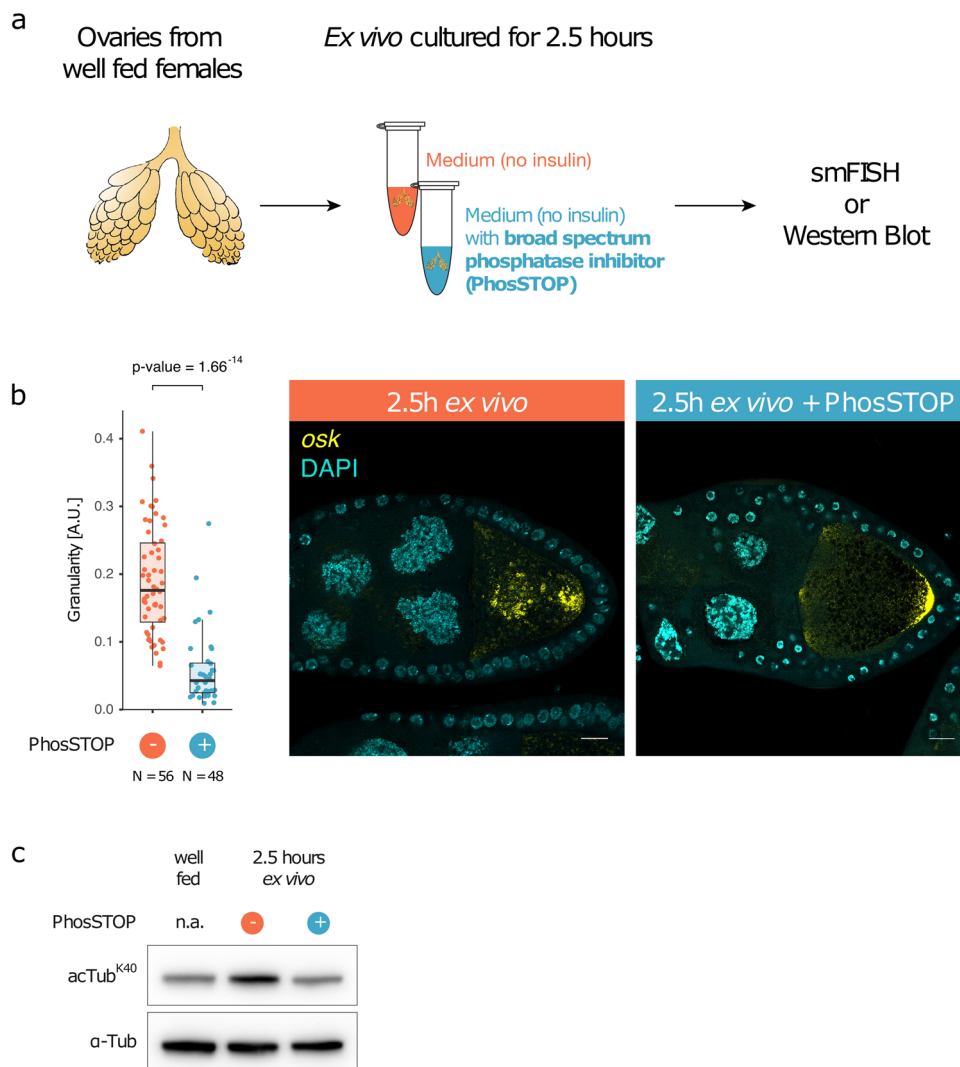 a
Ovaries from
well fed females
Ex vivo cultured for 2.5 hours
Medium (no insulin)
Medium (no insulin)
with broad spectrum
phosphatase inhibitor
(PhosSTOP)
smFISH
or
Western Blot
b
p-value = 1.66⁻¹⁴
Granularity [A.U.]
0.4
0.3
0.2
0.1
0.0
PhosSTOP
-
+
N = 56
N = 48
2.5h ex vivo
osk
DAPI
2.5h ex vivo + PhosSTOP
c
well
fed
2.5 hours
ex vivo
PhosSTOP
n.a.
-
+
acTubᴷ⁴⁰
α-Tub